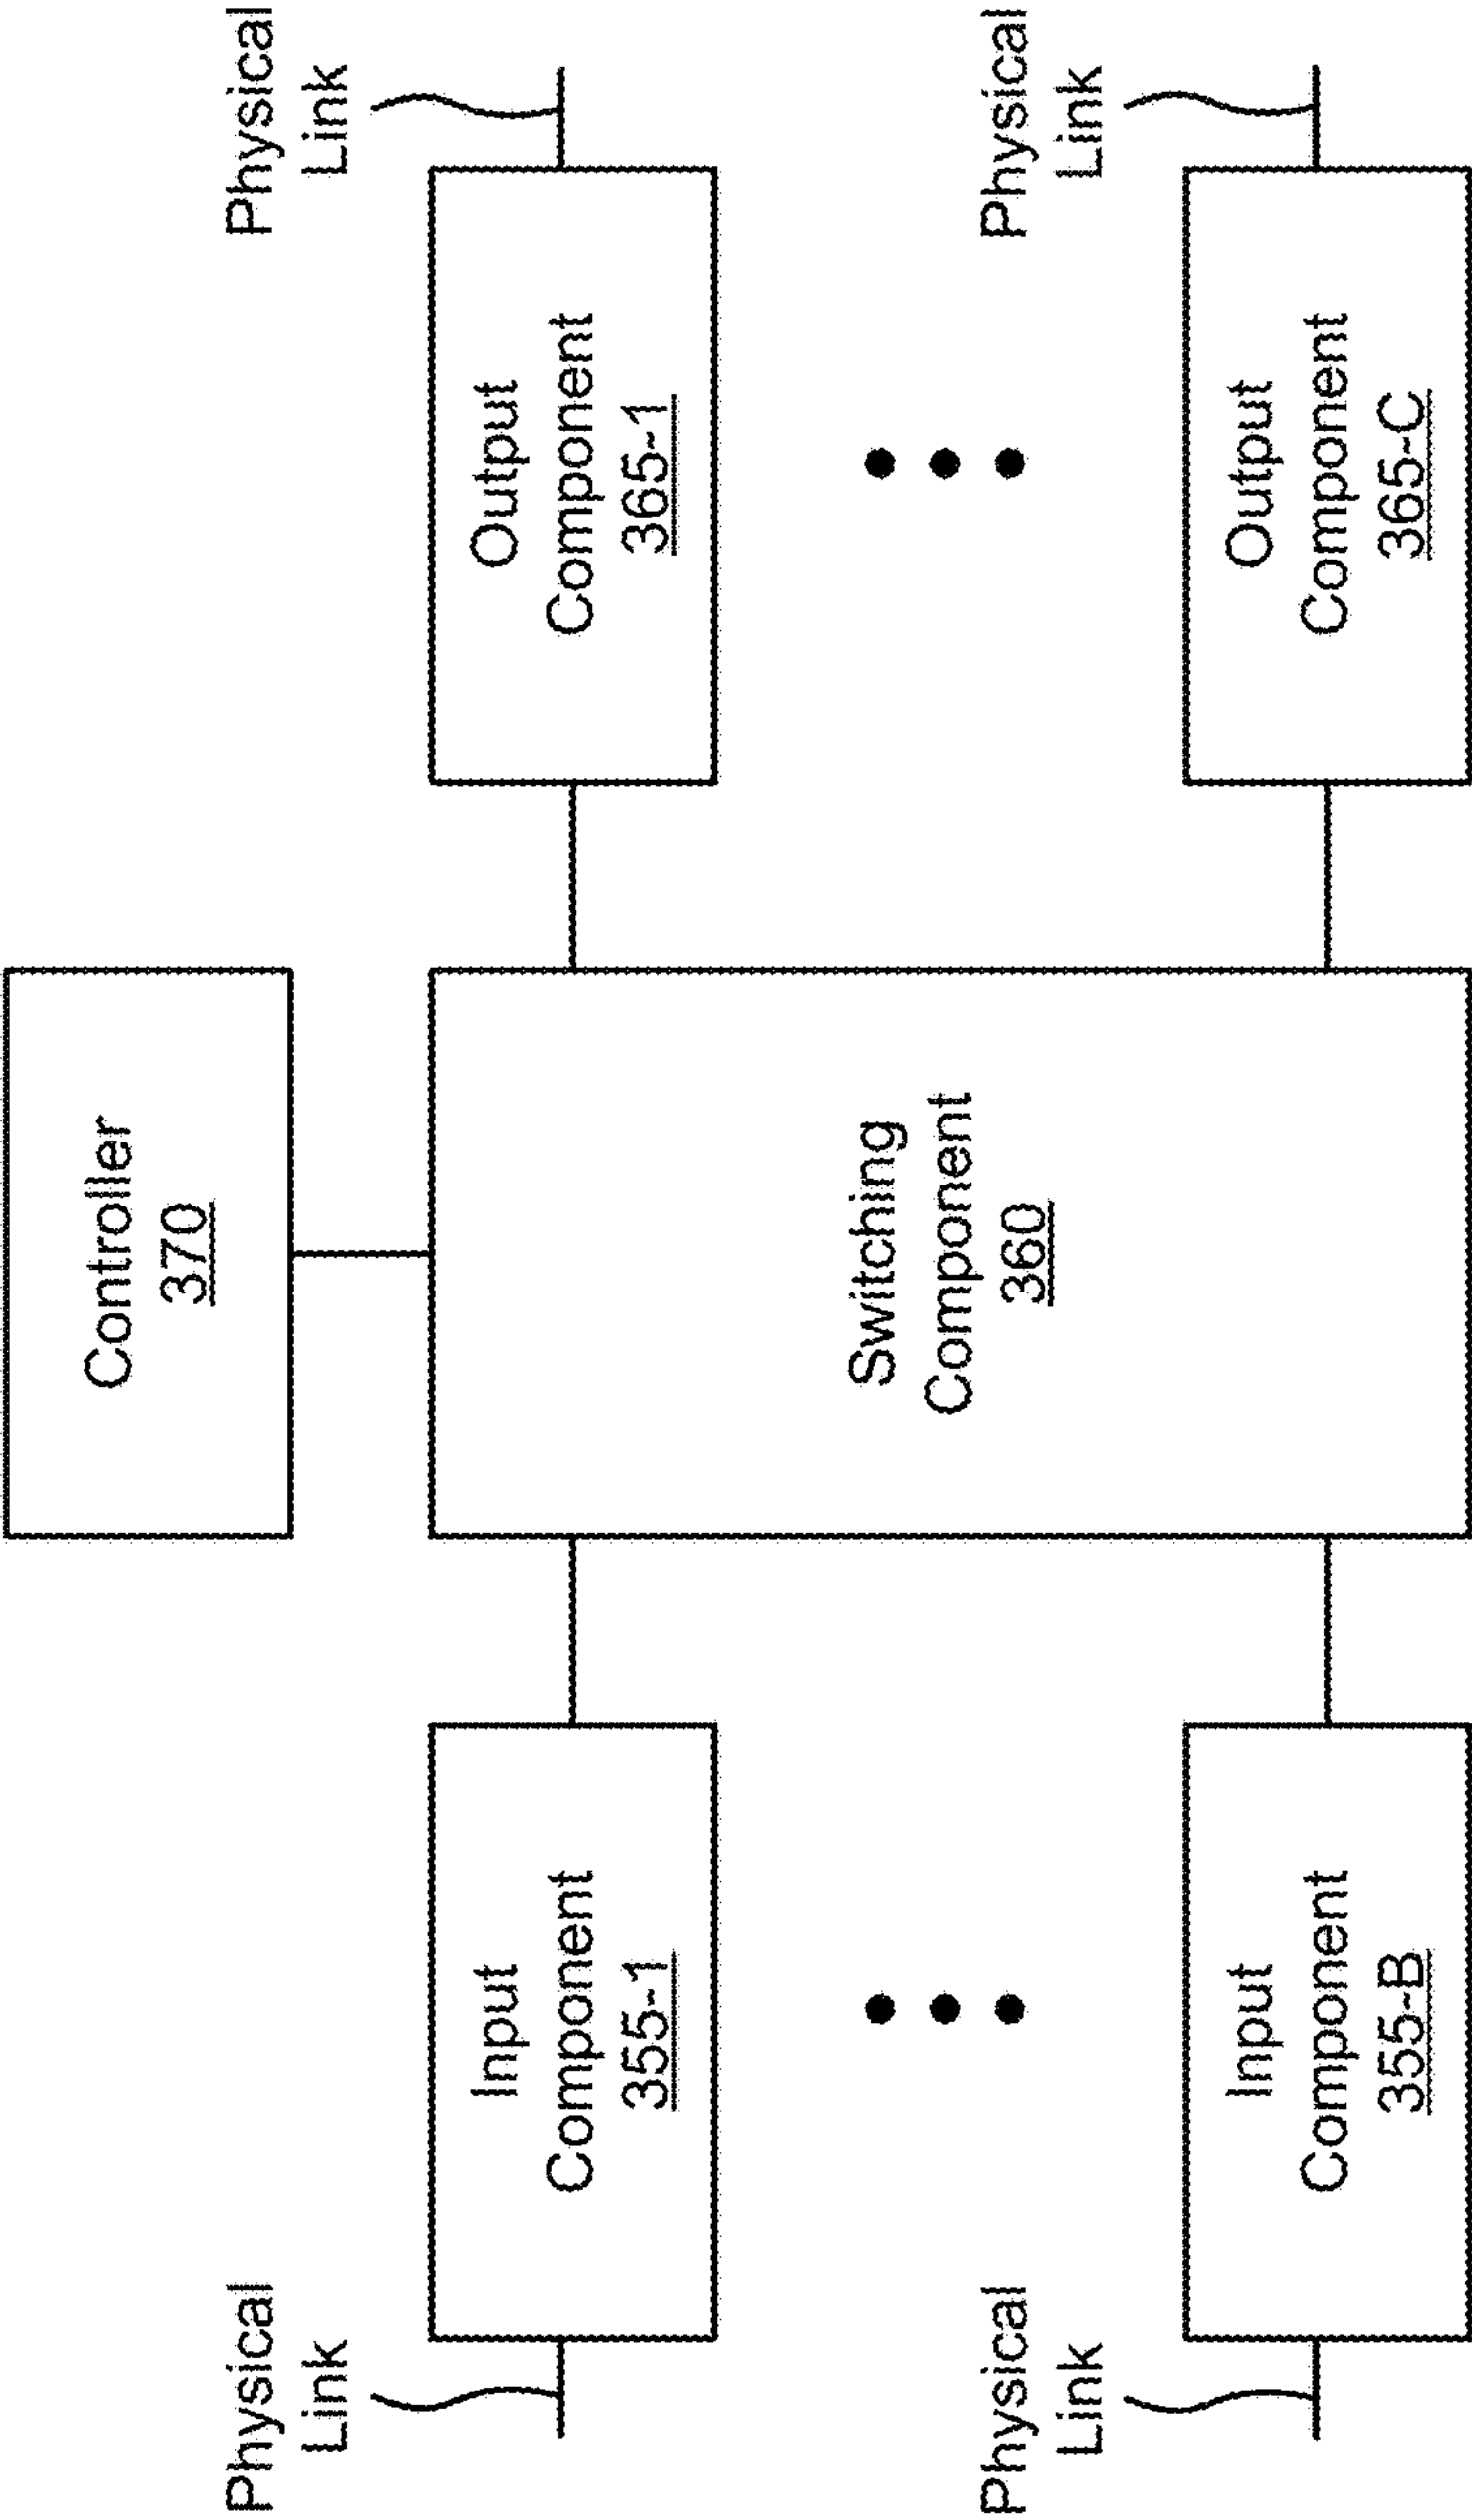 Controller
370
Physical
Link
Input
Component
355-1
Physical
Link
Input
Component
355-B
Switching
Component
360
Physical
Link
Output
Component
365-1
Physical
Link
Output
Component
365-C